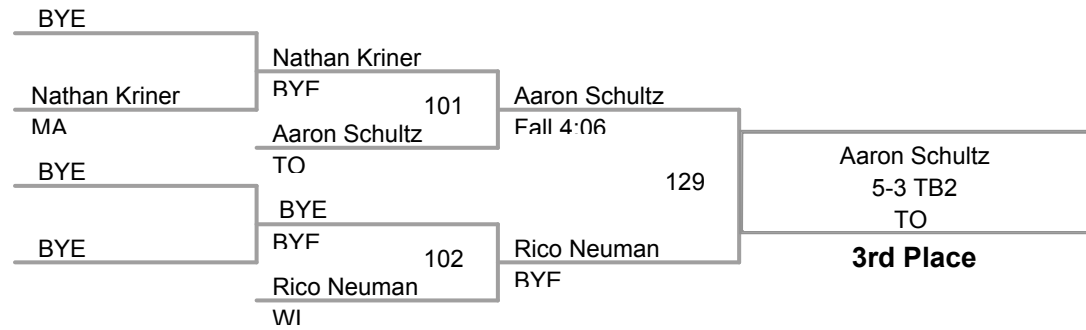 BYE
Nathan Kriner
MA
BYE
BYE
Nathan Kriner
BYE
101
Aaron Schultz
TO
BYE
BYE
102
Rico Neuman
WI
Aaron Schultz
Fall 4:06
129
Rico Neuman
BYE
Aaron Schultz
5-3 TB2
TO
3rd Place